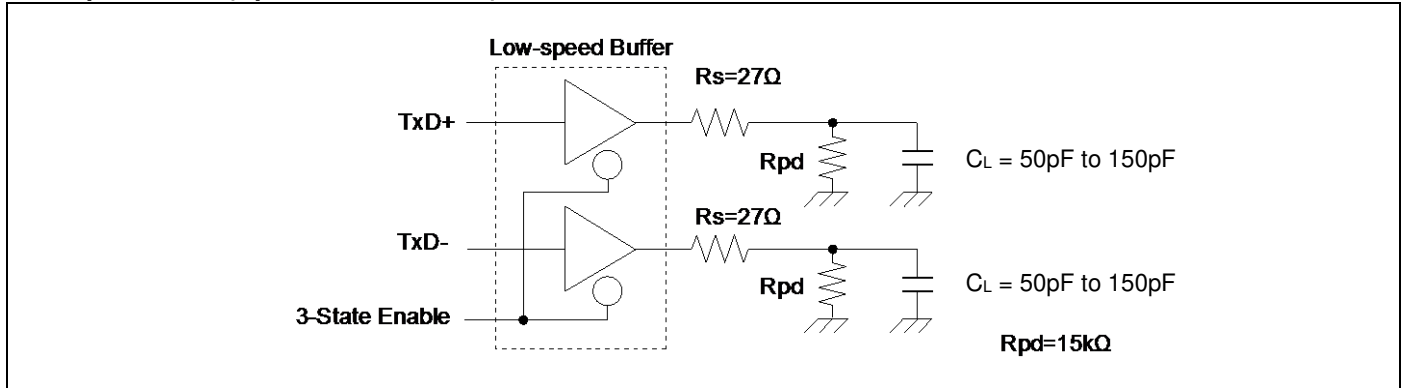 Low-speed Buffer
Rs=27Ω
TxD+
Rpd
CL = 50pF to 150pF
Rs=27Ω
TxD-
Rpd
CL = 50pF to 150pF
3-State Enable
Rpd=15kΩ